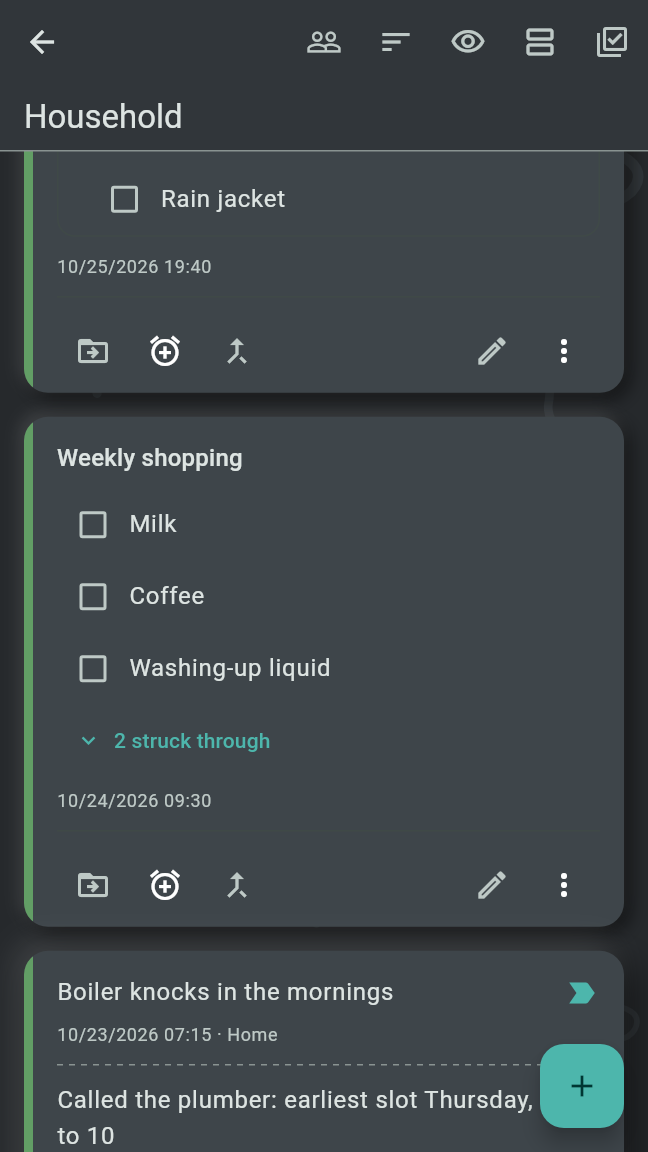 Household
Rain jacket
10/25/2026 19:40
Weekly shopping
Milk
Coffee
Washing-up liquid
2 struck through
10/24/2026 09:30
Boiler knocks in the mornings
10/23/2026 07:15 · Home
Called the plumber: earliest slot Thursday,
to 10